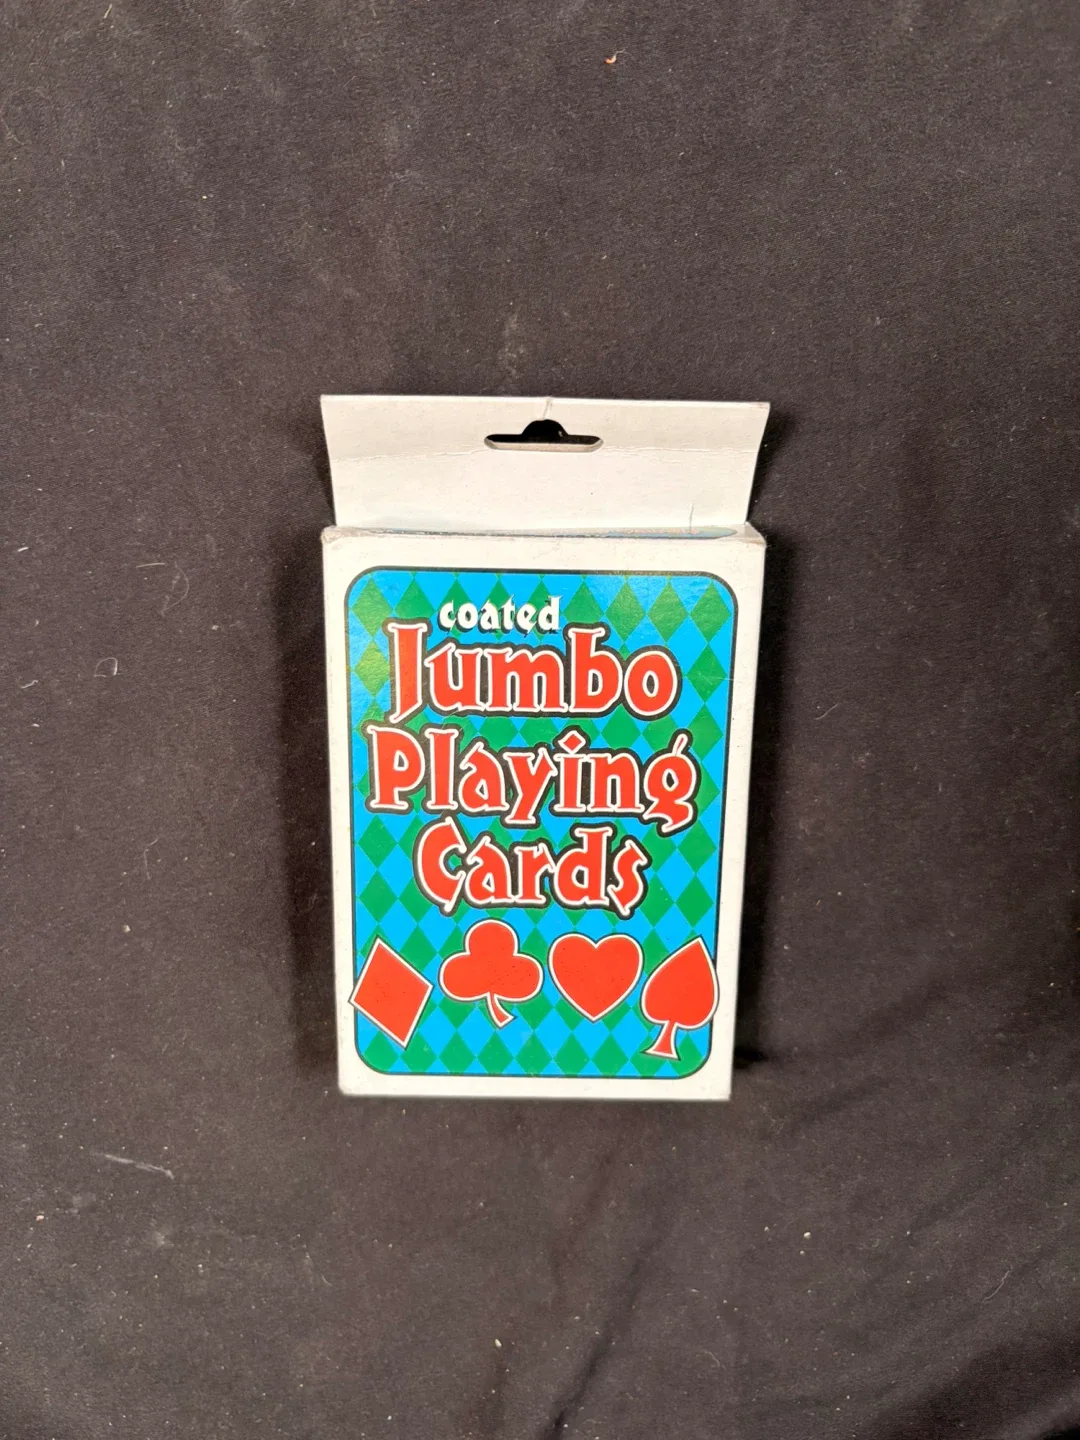 coated
Jumbo
Playing
Cards